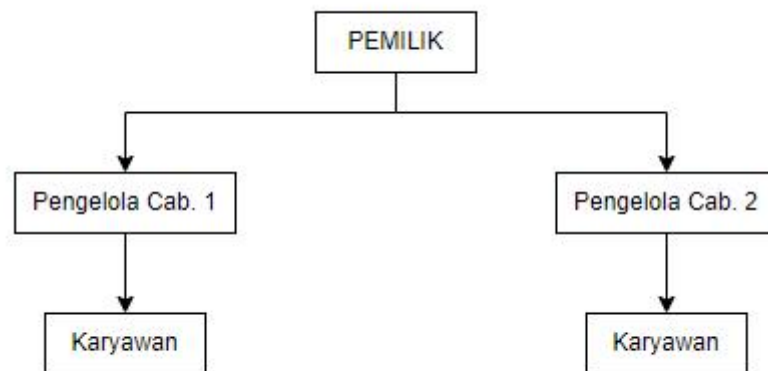 PEMILIK
Pengelola Cab. 1
Pengelola Cab. 2
Karyawan
Karyawan